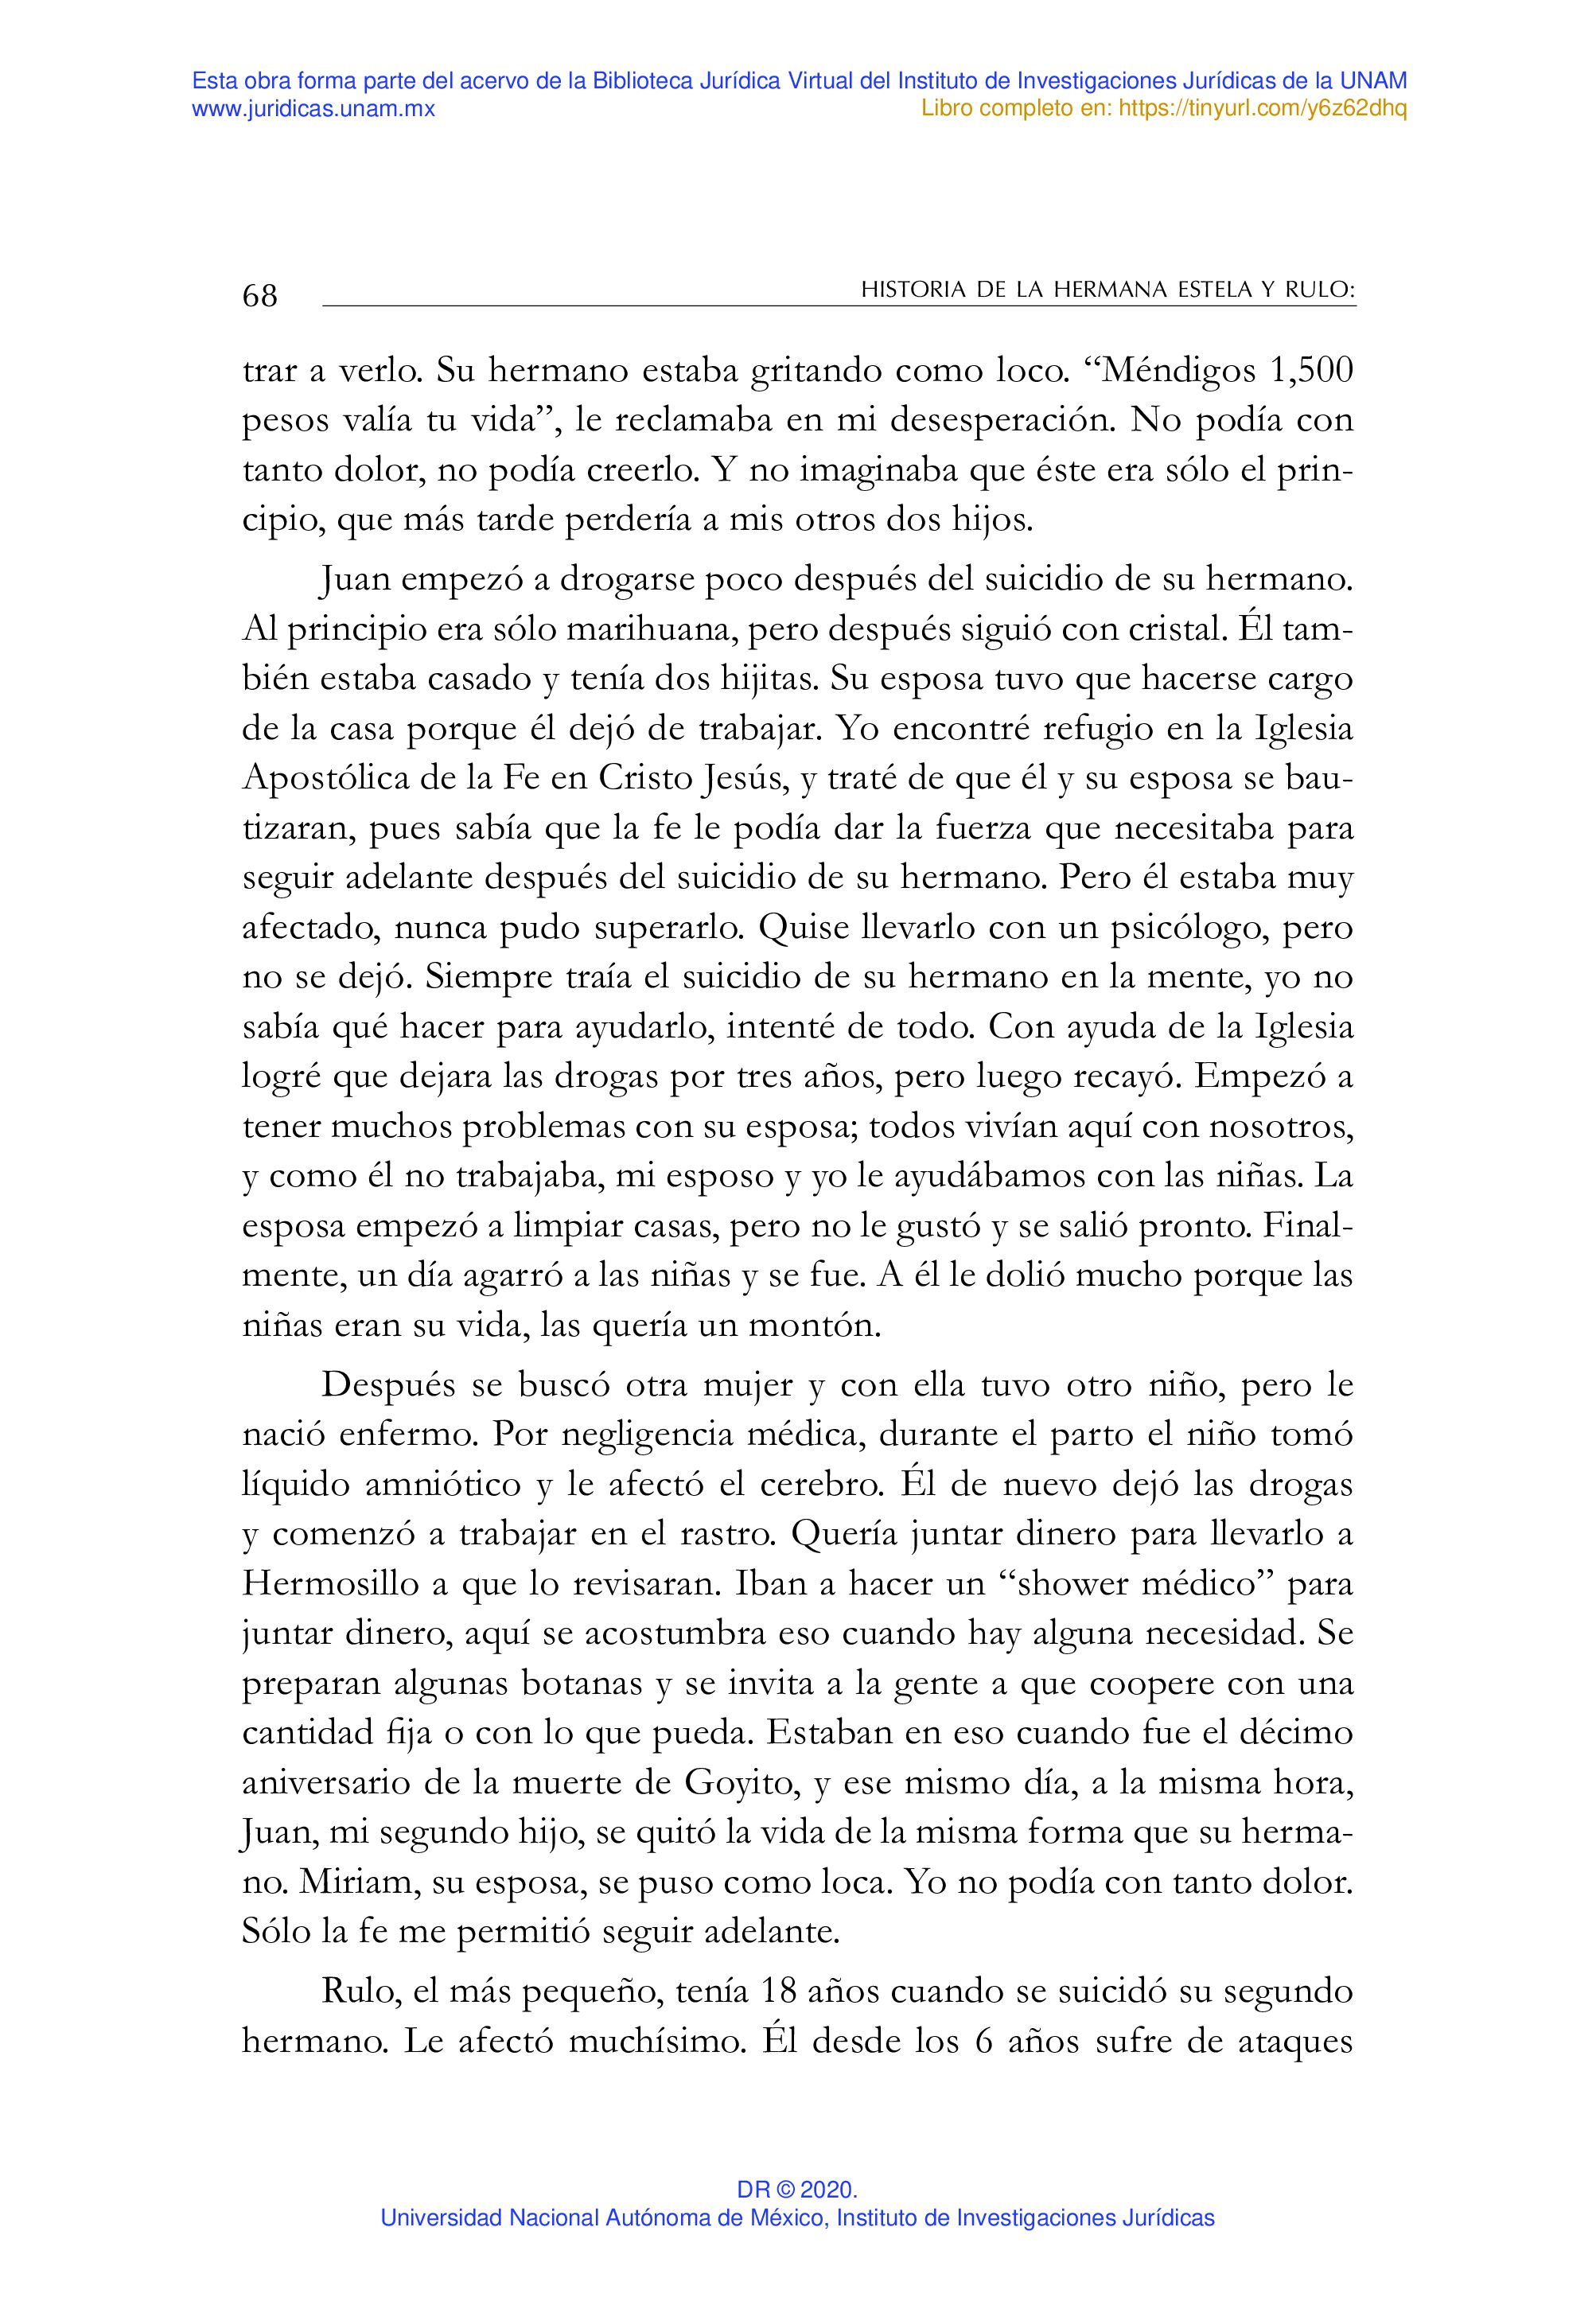 Esta obra forma parte del acervo de la Biblioteca Jurídica Virtual del Instituto de Investigaciones Jurídicas de la UNAM
www.juridicas.unam.mx
Libro completo en: https://tinyurl.com/y6z62dhq
68
HISTORIA DE LA HERMANA ESTELA Y RULO:
trar a verlo. Su hermano estaba gritando como loco. “Méndigos 1,500
pesos valía tu vida”, le reclamaba en mi desesperación. No podía con
tanto dolor, no podía creerlo. Y no imaginaba que éste era sólo el prin-
cipio, que más tarde perdería a mis otros dos hijos.
Juan empezó a drogarse poco después del suicidio de su hermano.
Al principio era sólo marihuana, pero después siguió con cristal. Él tam-
bién estaba casado y tenía dos hijitas. Su esposa tuvo que hacerse cargo
de la casa porque él dejó de trabajar. Yo encontré refugio en la Iglesia
Apostólica de la Fe en Cristo Jesús, y traté de que él y su esposa se bau-
tizaran, pues sabía que la fe le podía dar la fuerza que necesitaba para
seguir adelante después del suicidio de su hermano. Pero él estaba muy
afectado, nunca pudo superarlo. Quise llevarlo con un psicólogo, pero
no se dejó. Siempre traía el suicidio de su hermano en la mente, yo no
sabía qué hacer para ayudarlo, intenté de todo. Con ayuda de la Iglesia
logré que dejara las drogas por tres años, pero luego recayó. Empezó a
tener muchos problemas con su esposa; todos vivían aquí con nosotros,
y como él no trabajaba, mi esposo y yo le ayudábamos con las niñas. La
esposa empezó a limpiar casas, pero no le gustó y se salió pronto. Final-
mente, un día agarró a las niñas y se fue. A él le dolió mucho porque las
niñas eran su vida, las quería un montón.
Después se buscó otra mujer y con ella tuvo otro niño, pero le
nació enfermo. Por negligencia médica, durante el parto el niño tomó
líquido amniótico y le afectó el cerebro. Él de nuevo dejó las drogas
y comenzó a trabajar en el rastro. Quería juntar dinero para llevarlo a
Hermosillo a que lo revisaran. Iban a hacer un “shower médico” para
juntar dinero, aquí se acostumbra eso cuando hay alguna necesidad. Se
preparan algunas botanas y se invita a la gente a que coopere con una
cantidad fija o con lo que pueda. Estaban en eso cuando fue el décimo
aniversario de la muerte de Goyito, y ese mismo día, a la misma hora,
Juan, mi segundo hijo, se quitó la vida de la misma forma que su herma-
no. Miriam, su esposa, se puso como loca. Yo no podía con tanto dolor.
Sólo la fe me permitió seguir adelante.
Rulo, el más pequeño, tenía 18 años cuando se suicidó su segundo
hermano. Le afectó muchísimo. Él desde los 6 años sufre de ataques
DR © 2020.
Universidad Nacional Autónoma de México, Instituto de Investigaciones Jurídicas